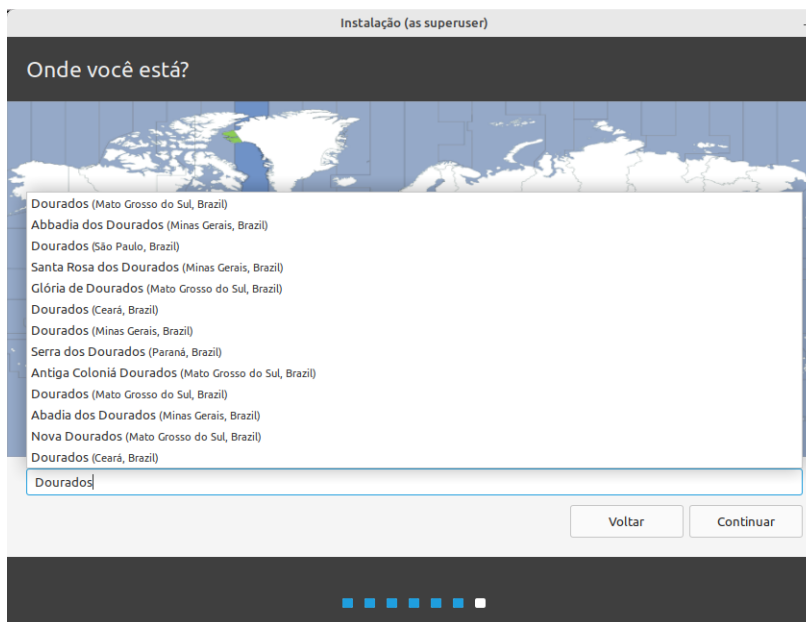 Instalação (as superuser)
Onde você está?
Dourados (Mato Grosso do Sul, Brazil)
Abbadia dos Dourados (Minas Gerais, Brazil)
Dourados (São Paulo, Brazil)
Santa Rosa dos Dourados (Minas Gerais, Brazil)
Glória de Dourados (Mato Grosso do Sul, Brazil)
Dourados (Ceará, Brazil)
Dourados (Minas Gerais, Brazil)
Serra dos Dourados (Paraná, Brazil)
Antiga Coloniá Dourados (Mato Grosso do Sul, Brazil)
Dourados (Mato Grosso do Sul, Brazil)
Abadia dos Dourados (Minas Gerais, Brazil)
Nova Dourados (Mato Grosso do Sul, Brazil)
Dourados (Ceará, Brazil)
Dourados
Voltar
Continuar